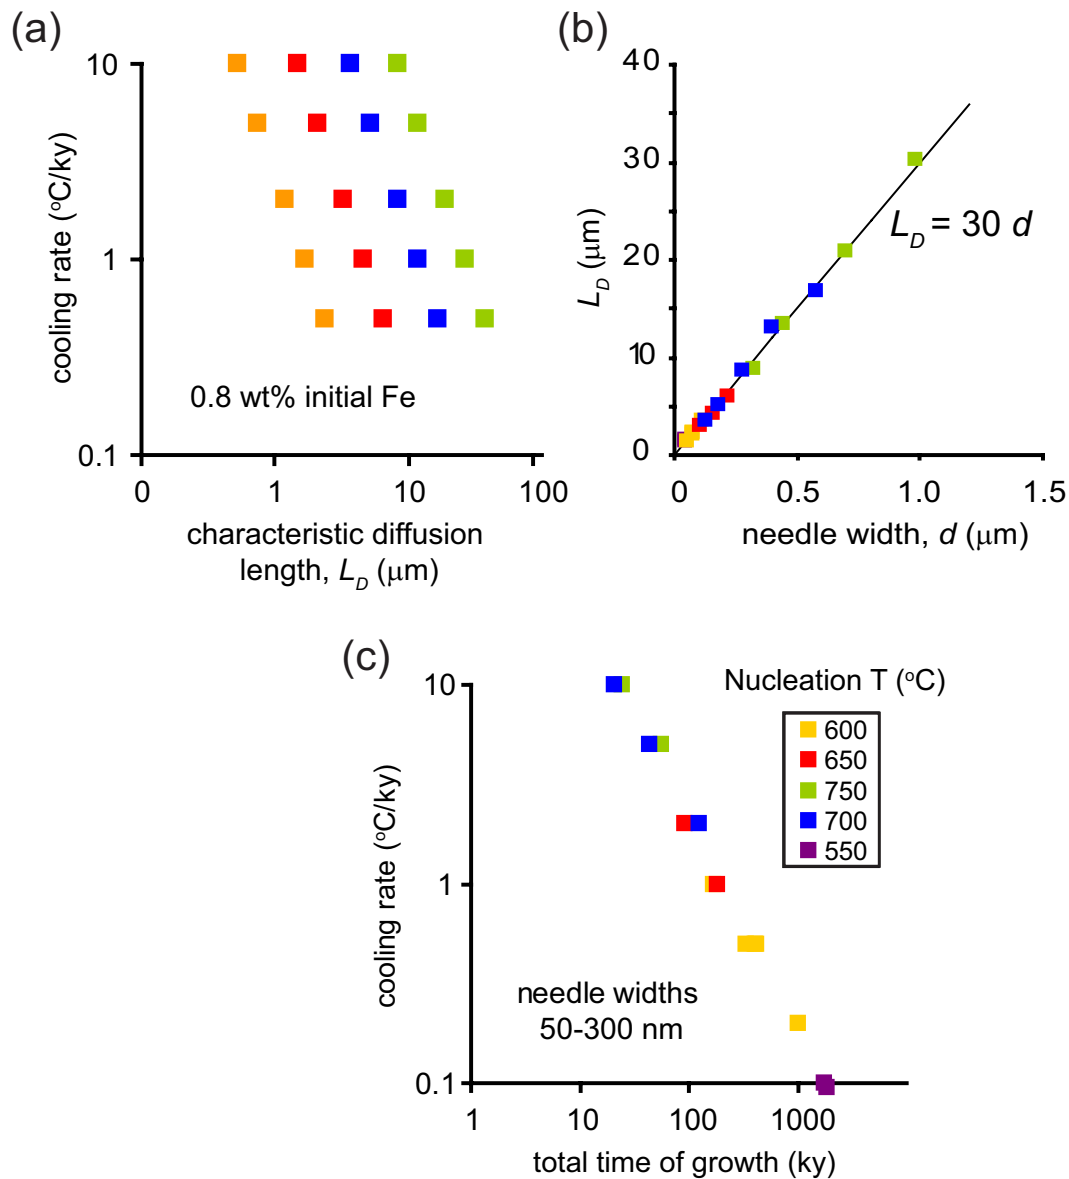 (a)
10
1
0.1
cooling rate (°C/ky)
0.8 wt% initial Fe
0 1 10 100
characteristic diffusion
length, L_D (μm)
(b)
40
30
20
10
0
L_D (μm)
L_D = 30 d
0 0.5 1.0 1.5
needle width, d (μm)
(c)
10
1
0.1
cooling rate (°C/ky)
Nucleation T (°C)
600
650
750
700
550
needle widths
50-300 nm
1 10 100 1000
total time of growth (ky)